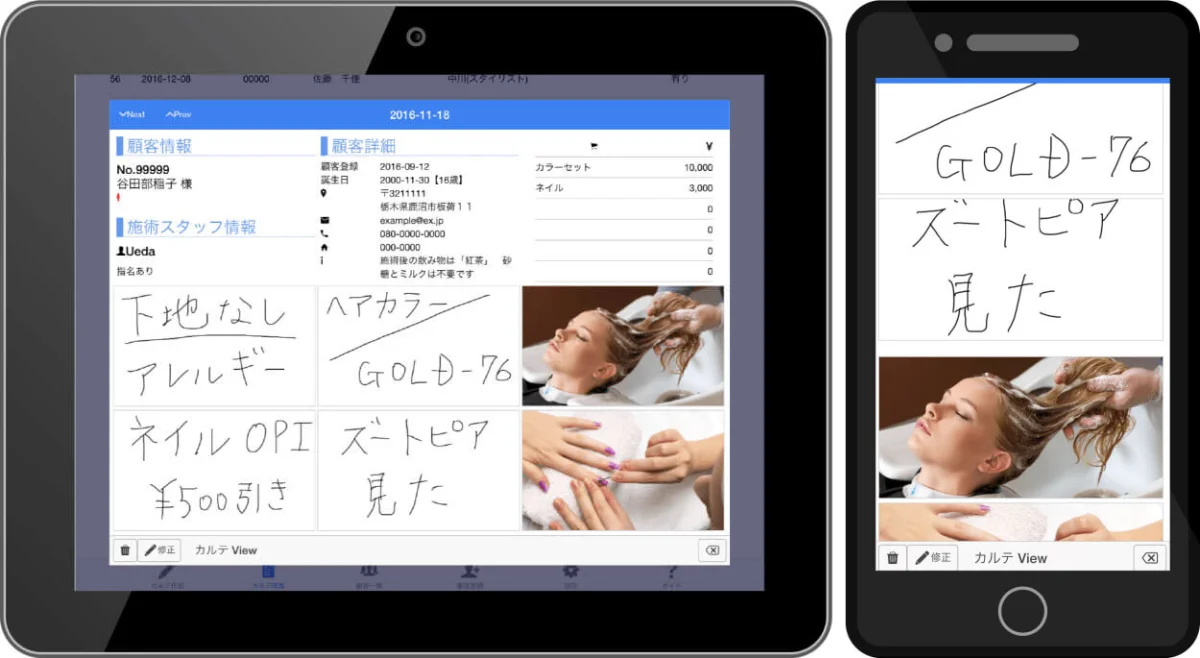 56 2016-12-08 00000 佐藤 千佳 中川(スタイリスト) 有り
Next Prev 2016-11-18
顧客情報
No.99999
谷田部稲子 様
施術スタッフ情報
Ueda
指名あり
顧客詳細
顧客登録 2016-09-12
誕生日 2000-11-30【16歳】
〒3211111
栃木県鹿沼市板荷11
example@ex.jp
080-0000-0000
000-0000
施術後の飲み物は「紅茶」 砂
糖とミルクは不要です
¥
カラーセット 10,000
ネイル 3,000
0
0
0
0
下地なし
アレルギー
ヘアカラー
GOLD-76
ネイル OPI
¥500引き
ズートピア
見た
修正 カルテ View
GOLD-76
ズートピア
見た
修正 カルテ View